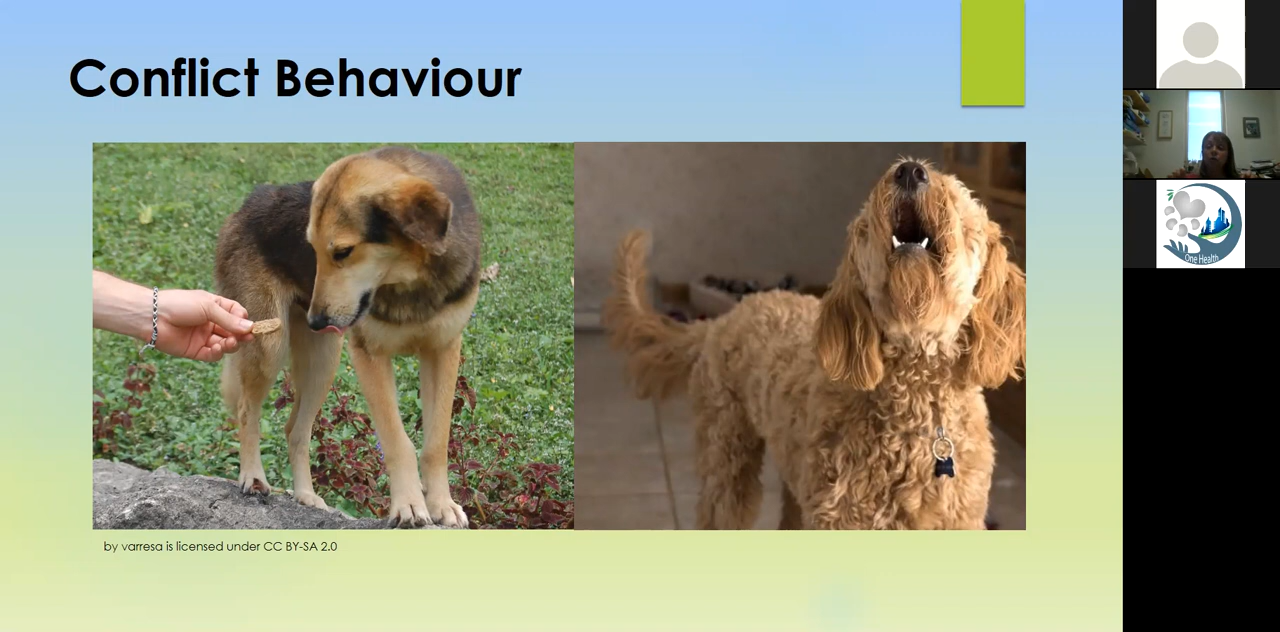 Conflict Behaviour
by varresa is licensed under CC BY-SA 2.0
One Health